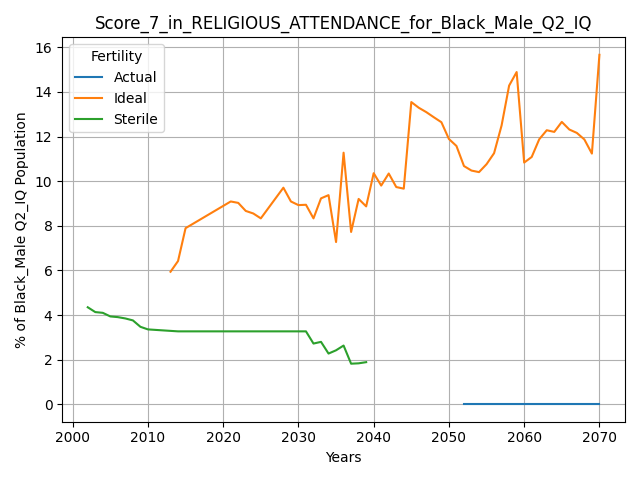 Score_7_in_RELIGIOUS_ATTENDANCE_for_Black_Male_Q2_IQ
Fertility
Actual
Ideal
Sterile
% of Black_Male Q2_IQ Population
16
14
12
10
8
6
4
2
0
2000 2010 2020 2030 2040 2050 2060 2070
Years